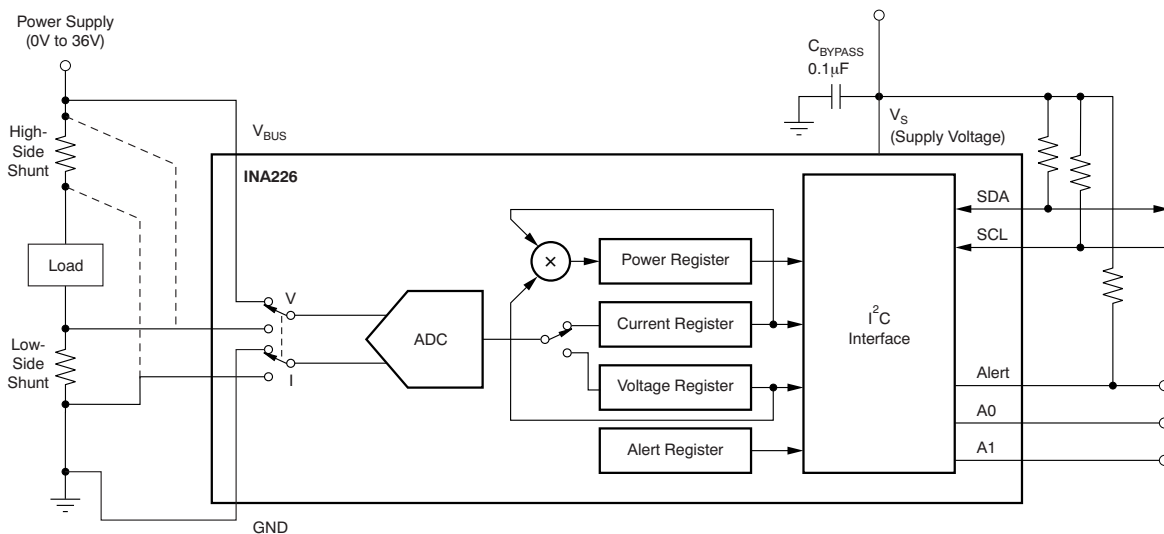 Power Supply
(0V to 36V)
C_BYPASS
0.1µF
High-
Side
Shunt
V_BUS
V_S
(Supply Voltage)
INA226
SDA
SCL
Load
V
×
Power Register
ADC
Current Register
I²C
Interface
Low-
Side
Shunt
I
Voltage Register
Alert
A0
Alert Register
A1
GND